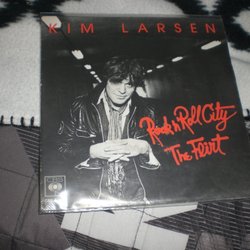 KIM LARSEN
Rock'n Roll City
The Flirt